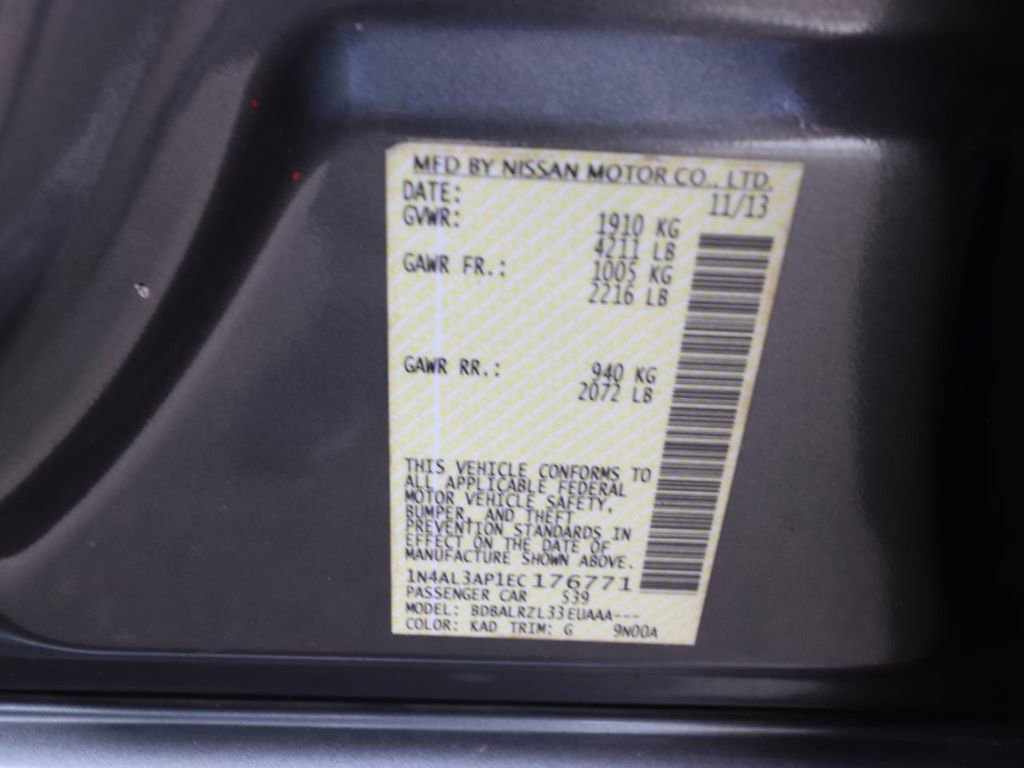 MFD BY NISSAN MOTOR CO., LTD.
DATE: 11/13
GVWR: 1910 KG
4211 LB
GAWR FR.: 1005 KG
2216 LB
GAWR RR.: 940 KG
2072 LB
THIS VEHICLE CONFORMS TO
ALL APPLICABLE FEDERAL
MOTOR VEHICLE SAFETY,
BUMPER, AND THEFT
PREVENTION STANDARDS IN
EFFECT ON THE DATE OF
MANUFACTURE SHOWN ABOVE.
1N4AL3AP1EC176771
PASSENGER CAR 539
MODEL: BDBALRZL33EUAAA---
COLOR: KAD TRIM: G 9N00A